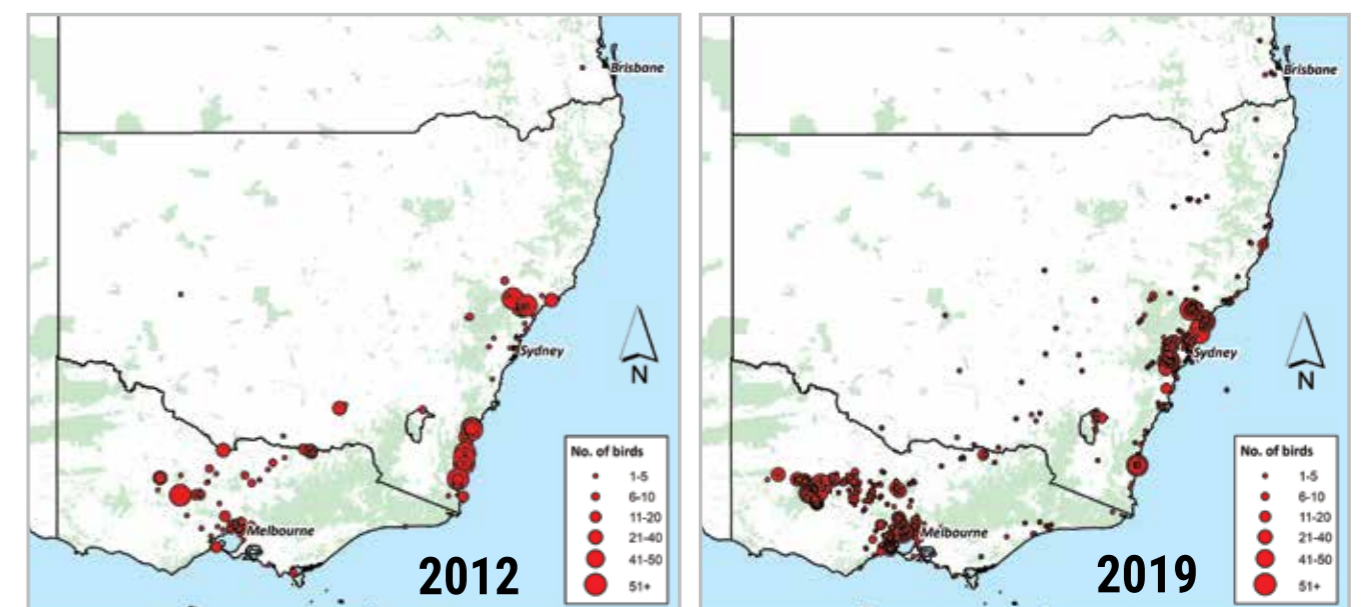 Brisbane
Sydney
N
No. of birds
1-5
6-10
11-20
21-40
41-50
51+
Melbourne
2012
Brisbane
Sydney
N
No. of birds
1-5
6-10
11-20
21-40
41-50
51+
Melbourne
2019